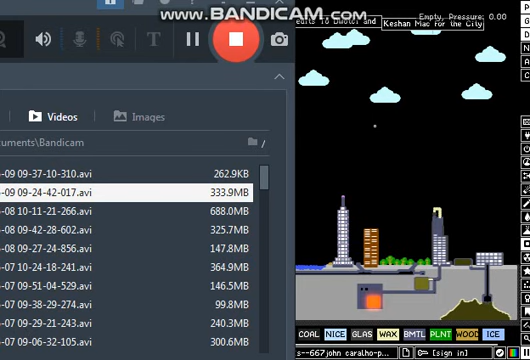 www.BANDICAM.com
Empty, Pressure: 0.00
Keshan Mac for the City
T
Videos
Images
cuments\Bandicam
-09 09-37-10-310.avi 262.9KB
-09 09-24-42-017.avi 333.9MB
-08 10-11-21-266.avi 688.0MB
-08 09-42-28-602.avi 325.7MB
-08 09-27-24-856.avi 147.8MB
-07 10-24-18-241.avi 364.9MB
-07 09-51-04-529.avi 146.5MB
-07 09-38-29-274.avi 99.8MB
-07 09-29-21-243.avi 240.3MB
-07 09-06-32-105.avi 300.6MB
COAL NICE GLAS WAX BMTL PLNT WOOD ICE
s--667john caralho-p... [sign in]